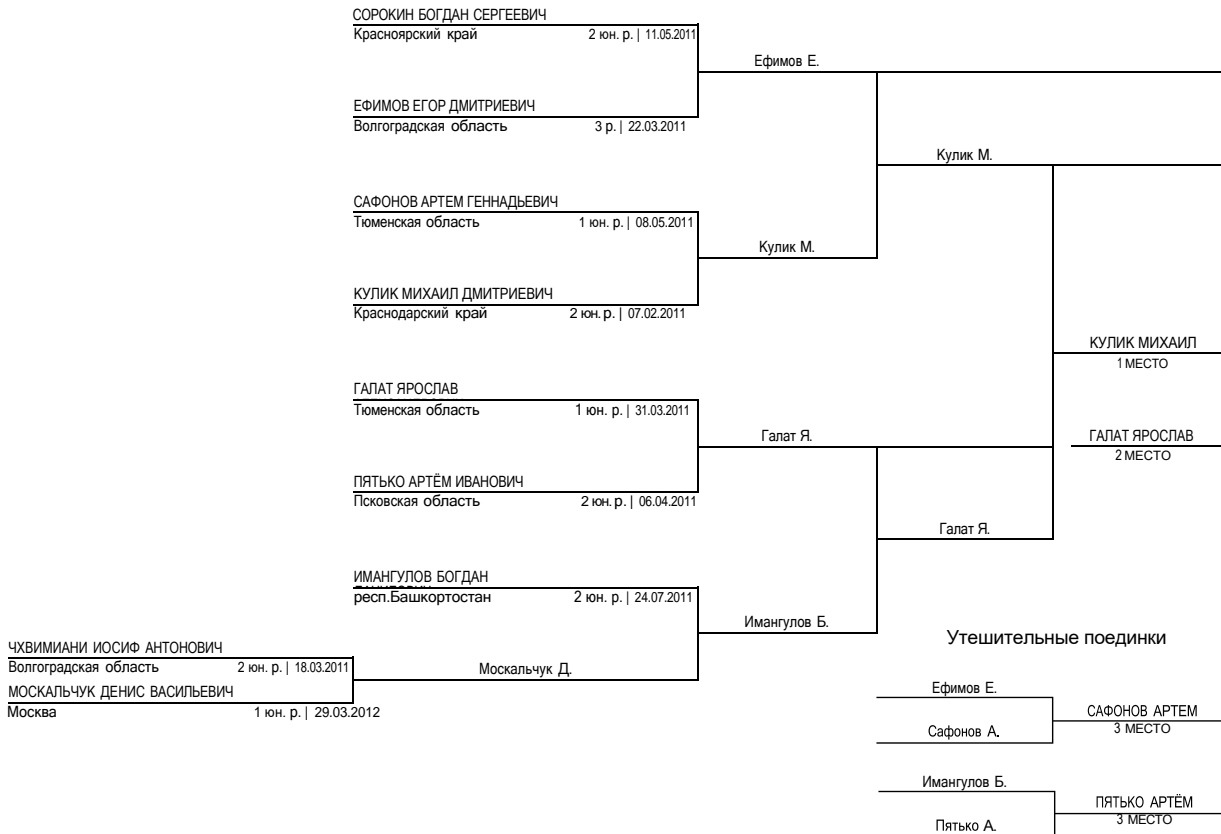 СОРОКИН БОГДАН СЕРГЕЕВИЧ
Красноярский край 2 юн. р. | 11.05.2011
Ефимов Е.
ЕФИМОВ ЕГОР ДМИТРИЕВИЧ
Волгоградская область 3 р. | 22.03.2011
Кулик М.
САФОНОВ АРТЕМ ГЕННАДЬЕВИЧ
Тюменская область 1 юн. р. | 08.05.2011
Кулик М.
КУЛИК МИХАИЛ ДМИТРИЕВИЧ
Краснодарский край 2 юн. р. | 07.02.2011
КУЛИК МИХАИЛ
1 МЕСТО
ГАЛАТ ЯРОСЛАВ
Тюменская область 1 юн. р. | 31.03.2011
Галат Я.
ГАЛАТ ЯРОСЛАВ
2 МЕСТО
ПЯТЬКО АРТЁМ ИВАНОВИЧ
Псковская область 2 юн. р. | 06.04.2011
Галат Я.
ИМАНГУЛОВ БОГДАН
респ.Башкортостан 2 юн. р. | 24.07.2011
Имангулов Б.
Утешительные поединки
ЧХВИМИАНИ ИОСИФ АНТОНОВИЧ
Волгоградская область 2 юн. р. | 18.03.2011
Москальчук Д.
МОСКАЛЬЧУК ДЕНИС ВАСИЛЬЕВИЧ
Москва 1 юн. р. | 29.03.2012
Ефимов Е.
САФОНОВ АРТЕМ
3 МЕСТО
Сафонов А.
Имангулов Б.
ПЯТЬКО АРТЁМ
3 МЕСТО
Пятько А.